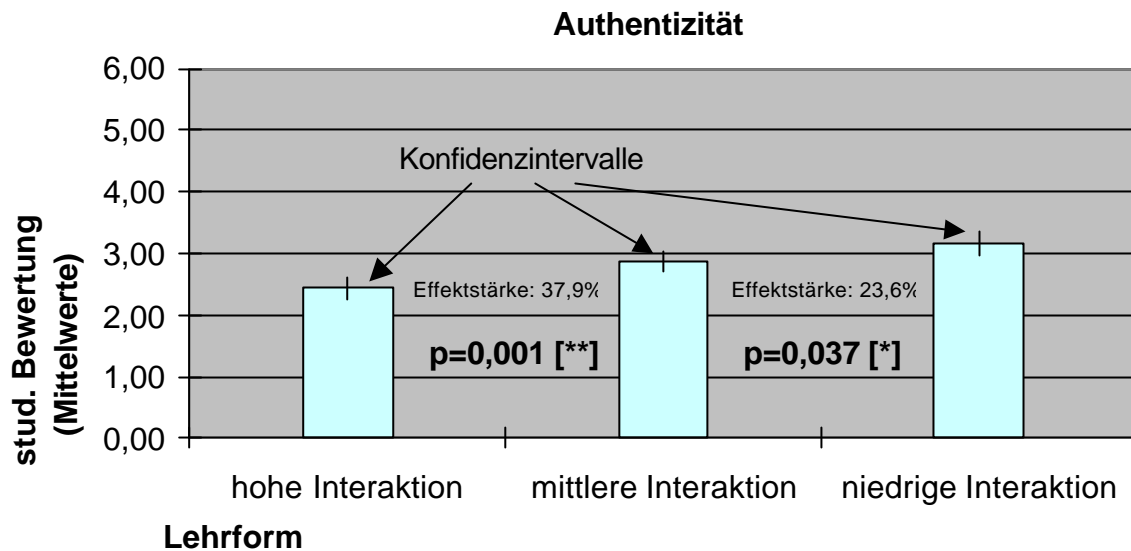 Authentizität
6,00
5,00
4,00
3,00
2,00
1,00
0,00
stud. Bewertung
(Mittelwerte)
Konfidenzintervalle
Effektstärke: 37,9%
Effektstärke: 23,6%
p=0,001 [**]
p=0,037 [*]
hohe Interaktion
mittlere Interaktion
niedrige Interaktion
Lehrform